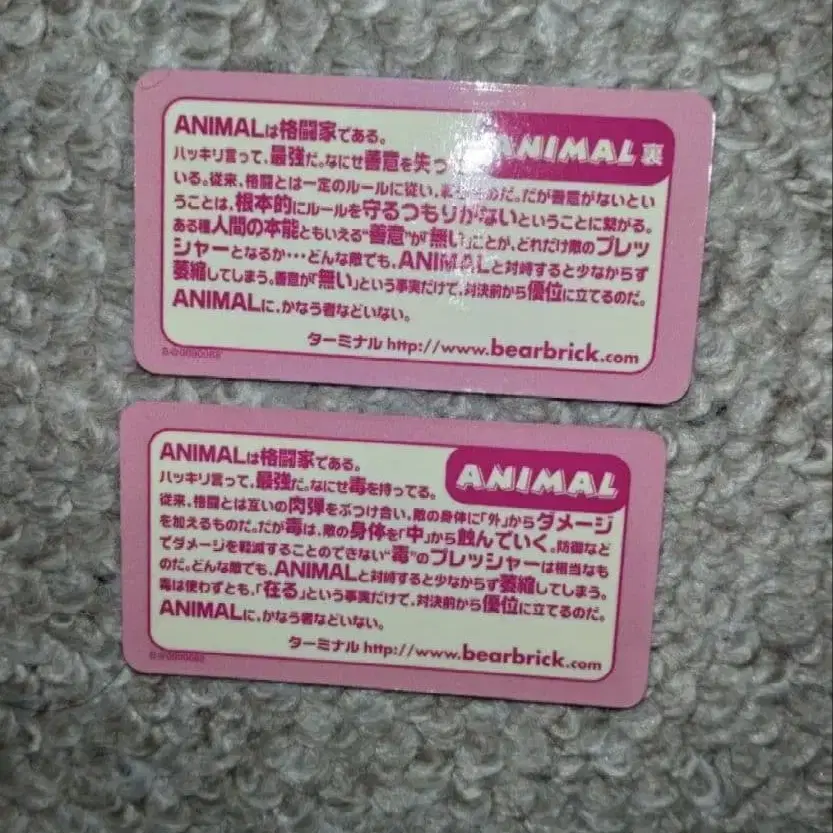 ANIMALは格闘家である。
ANIMAL 裏
ハッキリ言って、最強だ。なにせ善意を失っ
いる。従来、格闘とは一定のルールに従い、 のだ。だが善意がないとい
うことは、根本的にルールを守るつもりがないということに繋がる。
ある種人間の本能ともいえる"善意"が「無い」ことが、どれだけ敵のプレッ
シャーとなるか…どんな敵でも、ANIMALと対峙すると少なからず
萎縮してしまう。善意が「無い」という事実だけで、対決前から優位に立てるのだ。
ANIMALに、かなう者などいない。
ターミナル http://www.bearbrick.com
ANIMALは格闘家である。
ANIMAL
ハッキリ言って、最強だ。なにせ毒を持ってる。
従来、格闘とは互いの肉弾をぶつけ合い、敵の身体に「外」からダメージ
を加えるものだ。だが毒は、敵の身体を「中」から蝕んでいく。防御など
でダメージを軽減することのできない"毒"のプレッシャーは相当なも
のだ。どんな敵でも、ANIMALと対峙すると少なからず萎縮してしまう。
毒は使わずとも、「在る」という事実だけで、対決前から優位に立てるのだ。
ANIMALに、かなう者などいない。
ターミナル http://www.bearbrick.com